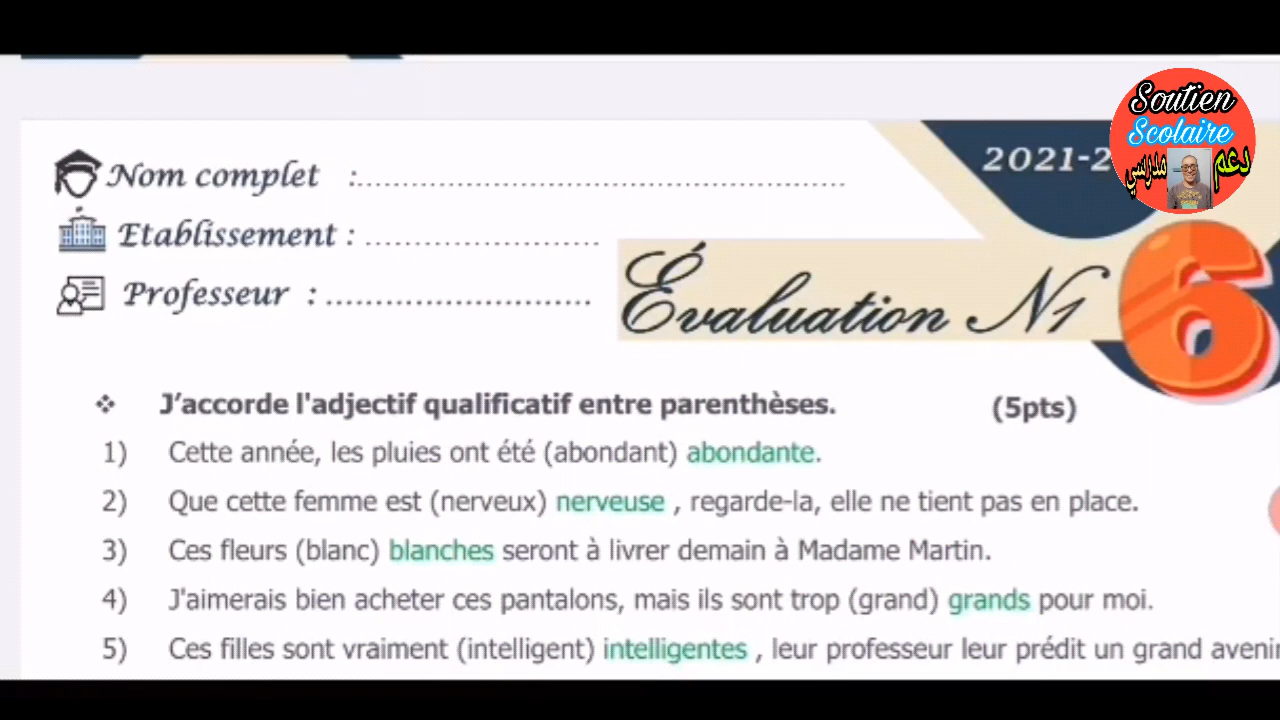 Soutien
Scolaire
دعم مدرسي
2021-2
Nom complet :
Etablissement :
Professeur :
Évaluation N1
6
❖ J’accorde l'adjectif qualificatif entre parenthèses. (5pts)
1) Cette année, les pluies ont été (abondant) abondante.
2) Que cette femme est (nerveux) nerveuse , regarde-la, elle ne tient pas en place.
3) Ces fleurs (blanc) blanches seront à livrer demain à Madame Martin.
4) J'aimerais bien acheter ces pantalons, mais ils sont trop (grand) grands pour moi.
5) Ces filles sont vraiment (intelligent) intelligentes , leur professeur leur prédit un grand avenir